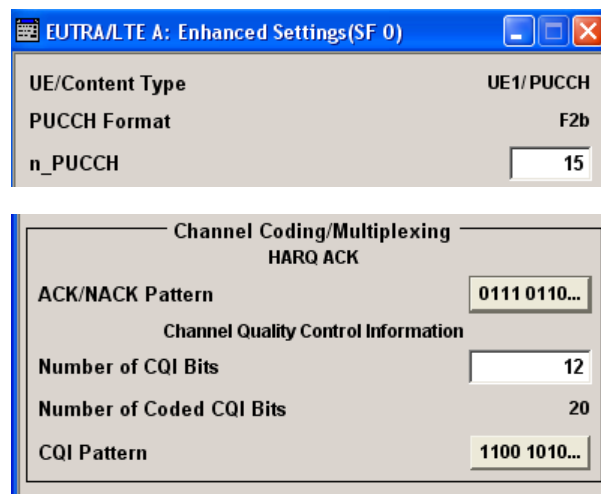 EUTRA/LTE A: Enhanced Settings(SF 0)
UE/Content Type UE1/PUCCH
PUCCH Format F2b
n_PUCCH 15
Channel Coding/Multiplexing
HARQ ACK
ACK/NACK Pattern 0111 0110...
Channel Quality Control Information
Number of CQI Bits 12
Number of Coded CQI Bits 20
CQI Pattern 1100 1010...